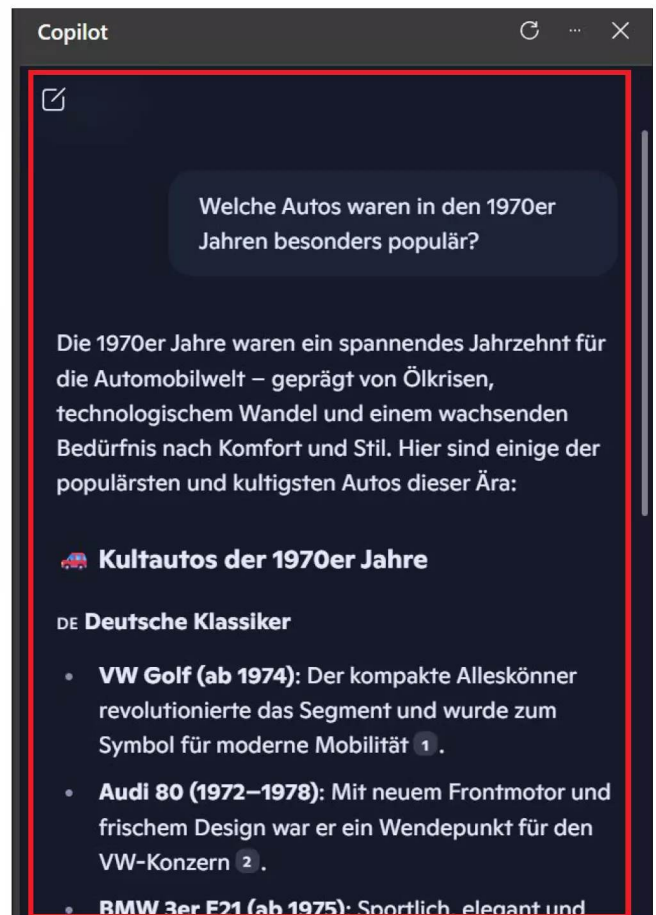 Copilot
Welche Autos waren in den 1970er
Jahren besonders populär?
Die 1970er Jahre waren ein spannendes Jahrzehnt für
die Automobilwelt – geprägt von Ölkrisen,
technologischem Wandel und einem wachsenden
Bedürfnis nach Komfort und Stil. Hier sind einige der
populärsten und kultigsten Autos dieser Ära:
🚗 Kultautos der 1970er Jahre
DE Deutsche Klassiker
• VW Golf (ab 1974): Der kompakte Alleskönner
revolutionierte das Segment und wurde zum
Symbol für moderne Mobilität 1.
• Audi 80 (1972–1978): Mit neuem Frontmotor und
frischem Design war er ein Wendepunkt für den
VW-Konzern 2.
• BMW 3er E21 (ab 1975): Sportlich, elegant und